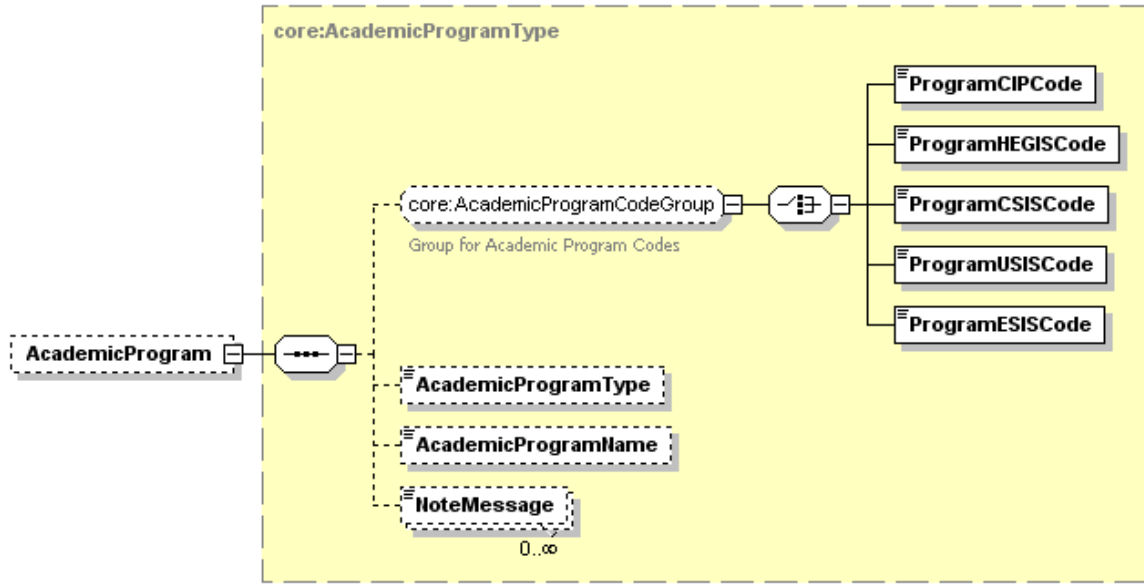 core:AcademicProgramType
ProgramCIPCode
ProgramHEGISCode
core:AcademicProgramCodeGroup
ProgramCSISCode
Group for Academic Program Codes
ProgramUSISCode
ProgramESISCode
AcademicProgram
AcademicProgramType
AcademicProgramName
NoteMessage
0..∞